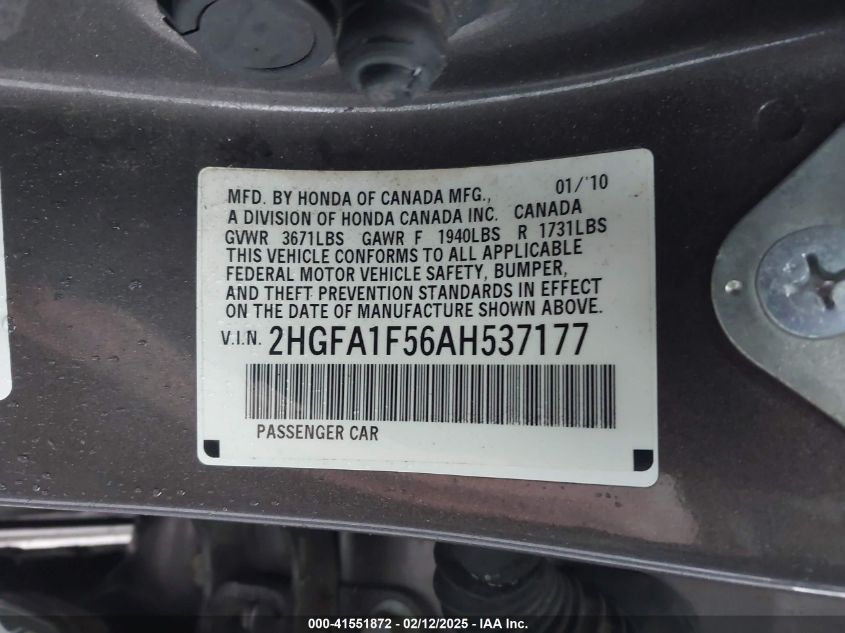 MFD. BY HONDA OF CANADA MFG., 01/'10
A DIVISION OF HONDA CANADA INC. CANADA
GVWR 3671LBS GAWR F 1940LBS R 1731LBS
THIS VEHICLE CONFORMS TO ALL APPLICABLE
FEDERAL MOTOR VEHICLE SAFETY, BUMPER,
AND THEFT PREVENTION STANDARDS IN EFFECT
ON THE DATE OF MANUFACTURE SHOWN ABOVE.
V.I.N. 2HGFA1F56AH537177
PASSENGER CAR
000-41551872 - 02/12/2025 - IAA Inc.